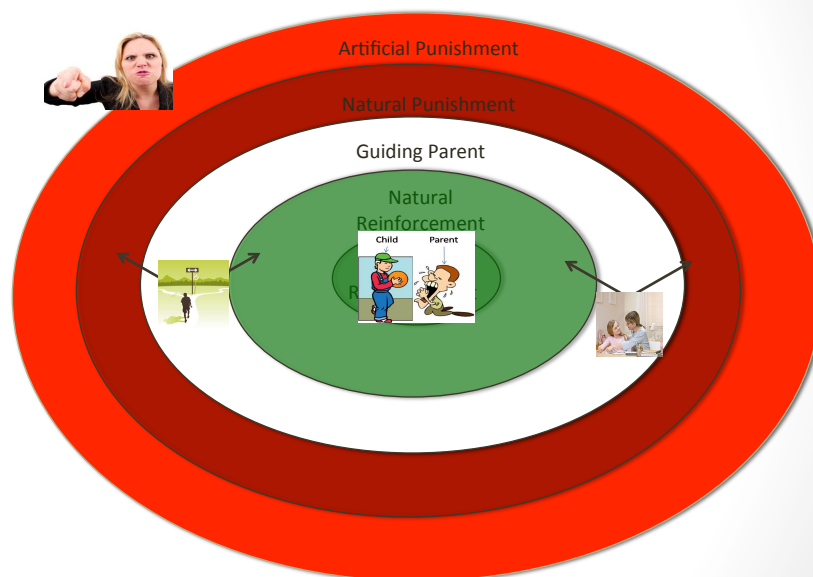 Artificial Punishment
Natural Punishment
Guiding Parent
Natural
Reinforcement
Child Parent